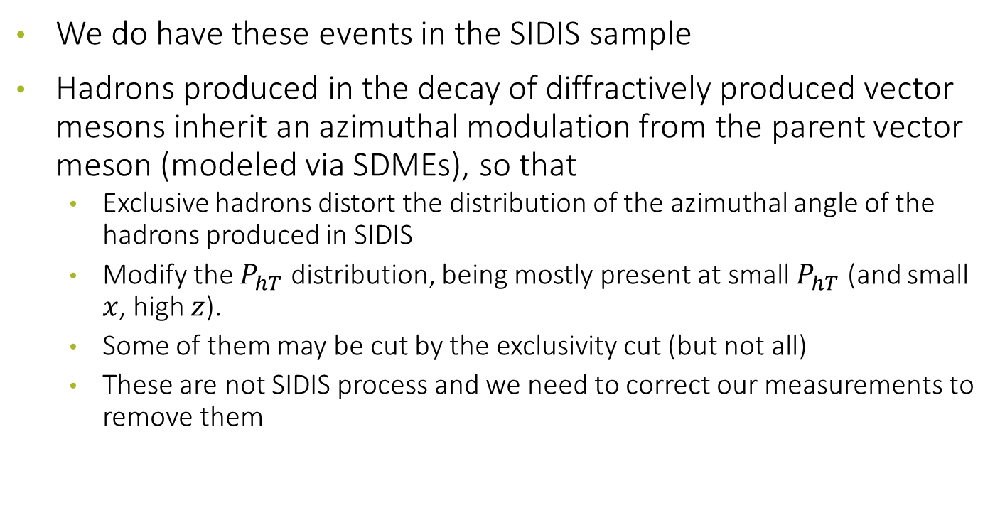 • We do have these events in the SIDIS sample
• Hadrons produced in the decay of diffractively produced vector
mesons inherit an azimuthal modulation from the parent vector
meson (modeled via SDMEs), so that
• Exclusive hadrons distort the distribution of the azimuthal angle of the
hadrons produced in SIDIS
• Modify the P_{hT} distribution, being mostly present at small P_{hT} (and small
x, high z).
• Some of them may be cut by the exclusivity cut (but not all)
• These are not SIDIS process and we need to correct our measurements to
remove them